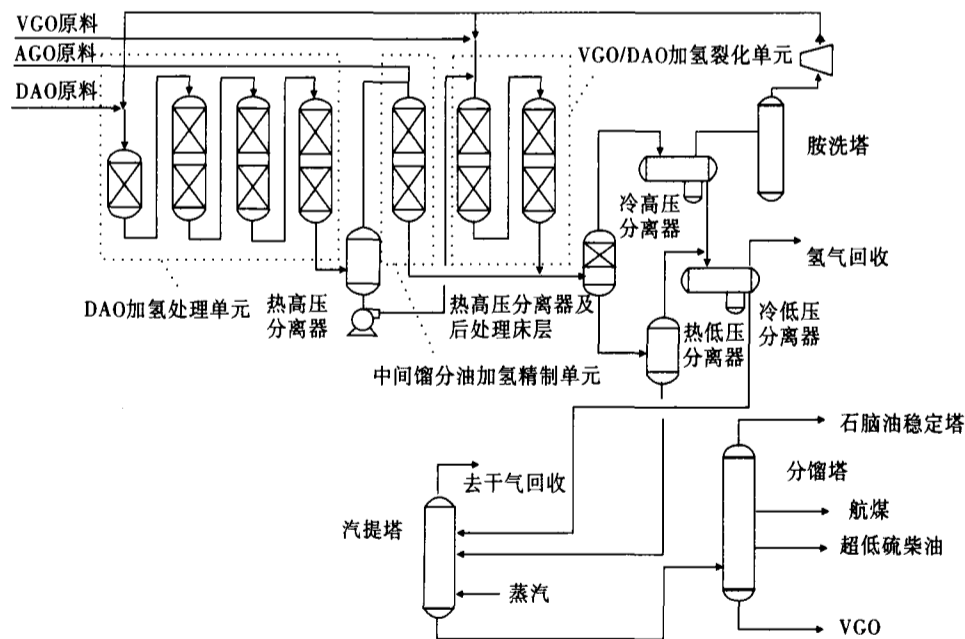 VGO原料
AGO原料
DAO原料
VGO/DAO加氢裂化单元
胺洗塔
冷高压
分离器
氢气回收
DAO加氢处理单元
热高压
分离器
热高压分离器及
后处理床层
热低压
分离器
冷低压
分离器
中间馏分油加氢精制单元
石脑油稳定塔
分馏塔
去干气回收
航煤
汽提塔
超低硫柴油
蒸汽
VGO